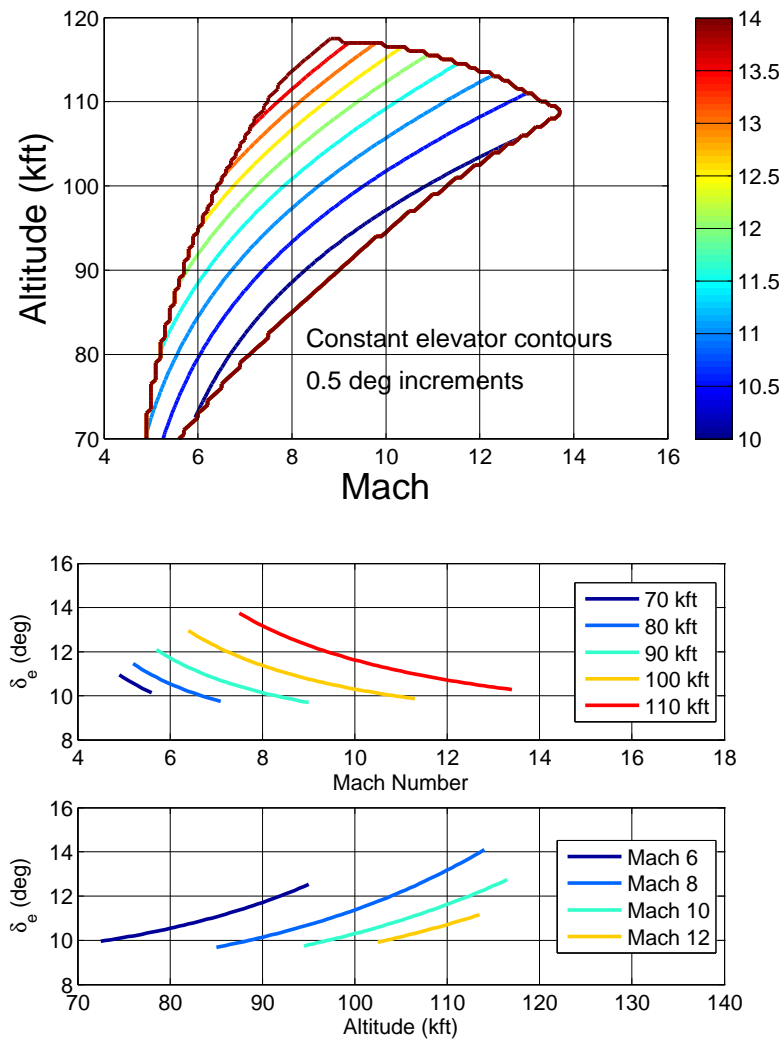 120
110
100
90
80
70
Altitude (kft)
4 6 8 10 12 14 16
Mach
Constant elevator contours
0.5 deg increments
14
13.5
13
12.5
12
11.5
11
10.5
10
16
14
12
10
8
δe (deg)
4 6 8 10 12 14 16 18
Mach Number
70 kft
80 kft
90 kft
100 kft
110 kft
16
14
12
10
8
δe (deg)
70 80 90 100 110 120 130 140
Altitude (kft)
Mach 6
Mach 8
Mach 10
Mach 12